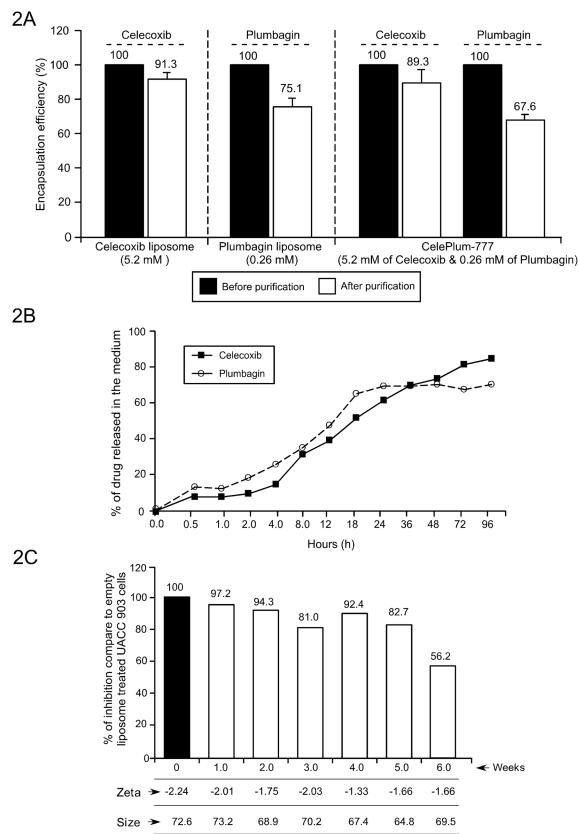 2A
Encapsulation efficiency (%)
120
100
80
60
40
20
0
Celecoxib
Plumbagin
Celecoxib
Plumbagin
100
91.3
100
75.1
100
89.3
100
67.6
Celecoxib liposome
(5.2 mM )
Plumbagin liposome
(0.26 mM)
CelePlum-777
(5.2 mM of Celecoxib & 0.26 mM of Plumbagin)
Before purification
After purification
2B
% of drug released in the medium
100
80
60
40
20
0
Celecoxib
Plumbagin
0.0 0.5 1.0 2.0 4.0 8.0 12 18 24 36 48 72 96
Hours (h)
2C
% of inhibition compare to empty
liposome treated UACC 903 cells
120
100
80
60
40
20
0
100
97.2
94.3
81.0
92.4
82.7
56.2
0 1.0 2.0 3.0 4.0 5.0 6.0 Weeks
Zeta -2.24 -2.01 -1.75 -2.03 -1.33 -1.66 -1.66
Size 72.6 73.2 68.9 70.2 67.4 64.8 69.5